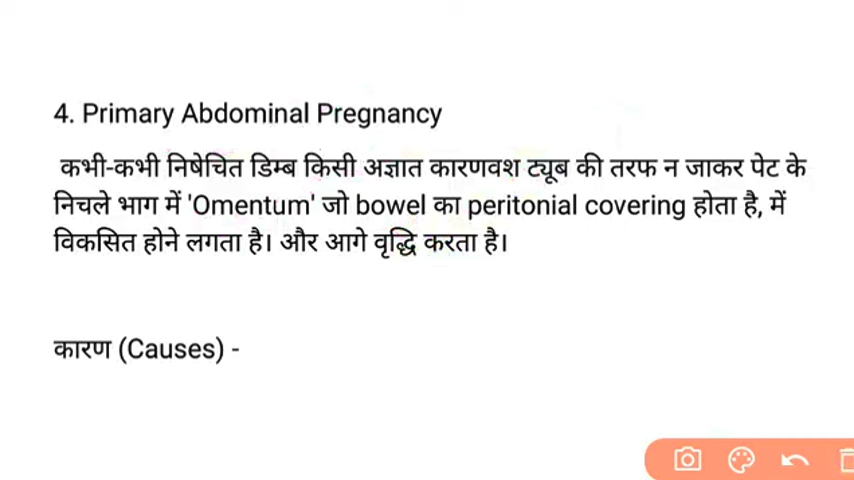 4. Primary Abdominal Pregnancy
कभी-कभी निषेचित डिम्ब किसी अज्ञात कारणवश ट्यूब की तरफ न जाकर पेट के
निचले भाग में 'Omentum' जो bowel का peritonial covering होता है, में
विकसित होने लगता है। और आगे वृद्धि करता है।
कारण (Causes) -